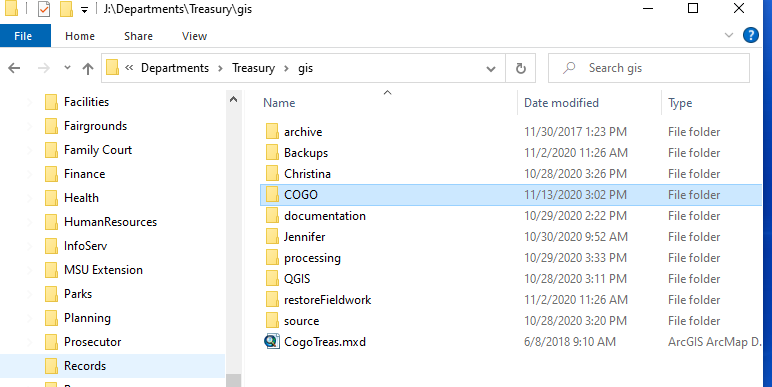 J:\Departments\Treasury\gis
File Home Share View
« Departments > Treasury > gis Search gis
Facilities
Fairgrounds
Family Court
Finance
Health
HumanResources
InfoServ
MSU Extension
Parks
Planning
Prosecutor
Records
Name Date modified Type
archive 11/30/2017 1:23 PM File folder
Backups 11/2/2020 11:26 AM File folder
Christina 10/28/2020 3:26 PM File folder
COGO 11/13/2020 3:02 PM File folder
documentation 10/29/2020 2:22 PM File folder
Jennifer 10/30/2020 9:52 AM File folder
processing 10/29/2020 3:33 PM File folder
QGIS 10/28/2020 3:11 PM File folder
restoreFieldwork 11/2/2020 11:26 AM File folder
source 10/28/2020 3:20 PM File folder
CogoTreas.mxd 6/8/2018 9:10 AM ArcGIS ArcMap D...